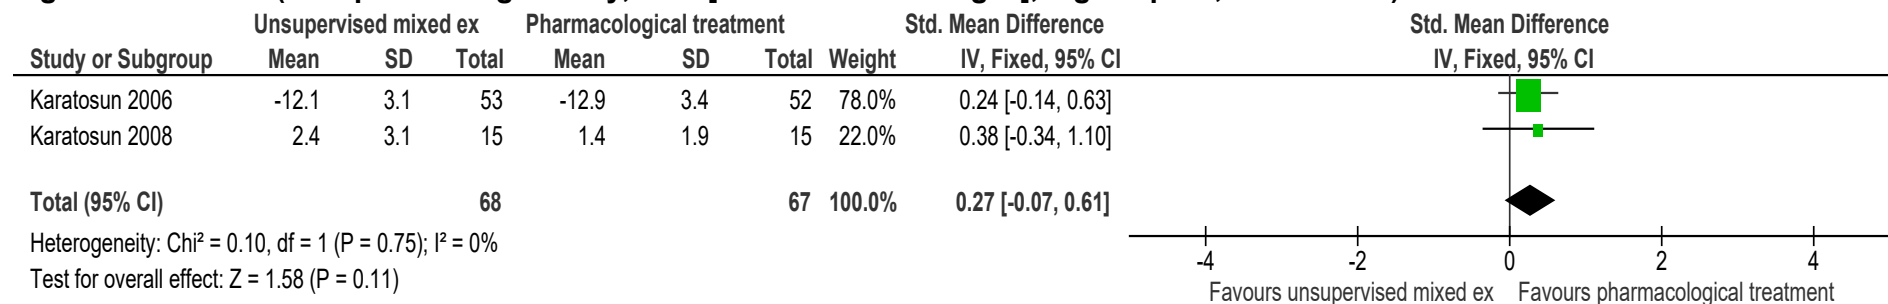 Unsupervised mixed ex Pharmacological treatment Std. Mean Difference Std. Mean Difference
Study or Subgroup Mean SD Total Mean SD Total Weight IV, Fixed, 95% CI IV, Fixed, 95% CI
Karatosun 2006 -12.1 3.1 53 -12.9 3.4 52 78.0% 0.24 [-0.14, 0.63]
Karatosun 2008 2.4 3.1 15 1.4 1.9 15 22.0% 0.38 [-0.34, 1.10]
Total (95% CI) 68 67 100.0% 0.27 [-0.07, 0.61]
Heterogeneity: Chi² = 0.10, df = 1 (P = 0.75); I² = 0%
Test for overall effect: Z = 1.58 (P = 0.11)
-4 -2 0 2 4
Favours unsupervised mixed ex Favours pharmacological treatment